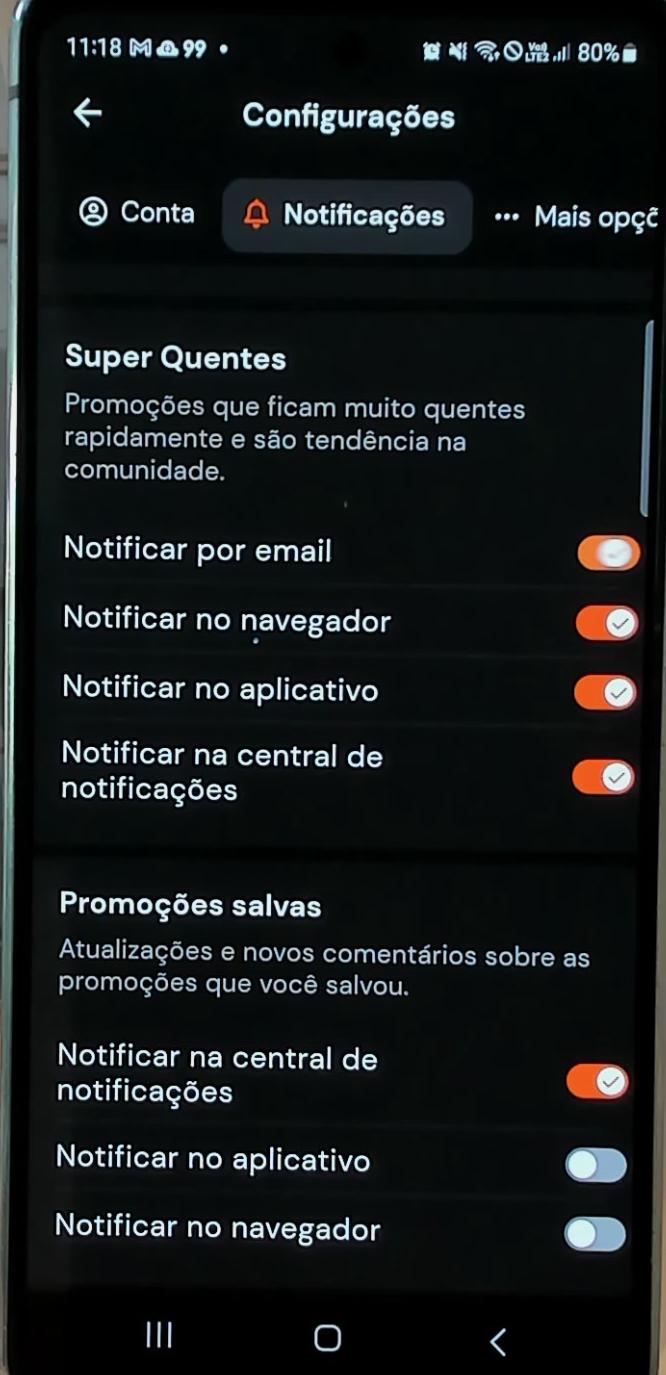 11:18 99
80%
Configurações
Conta Notificações Mais opçõ
Super Quentes
Promoções que ficam muito quentes
rapidamente e são tendência na
comunidade.
Notificar por email
Notificar no navegador
Notificar no aplicativo
Notificar na central de
notificações
Promoções salvas
Atualizações e novos comentários sobre as
promoções que você salvou.
Notificar na central de
notificações
Notificar no aplicativo
Notificar no navegador